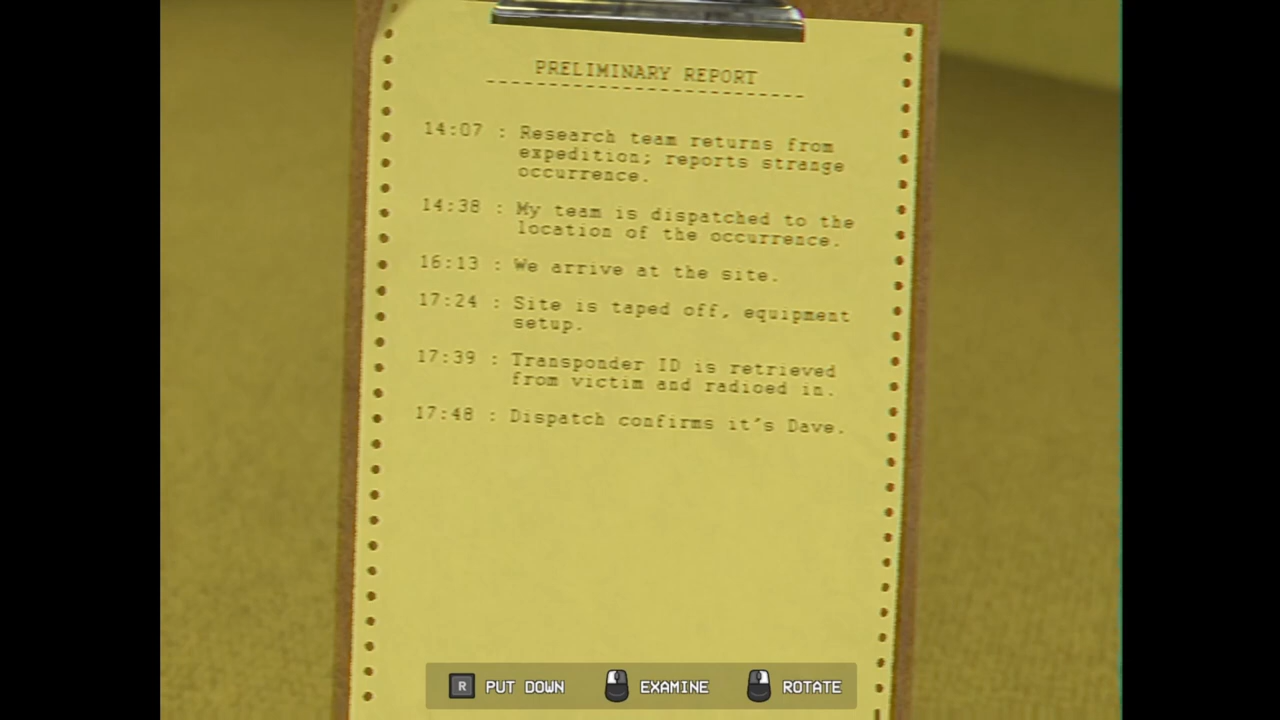 PRELIMINARY REPORT
-------------------------
14:07 : Research team returns from
expedition; reports strange
occurrence.
14:38 : My team is dispatched to the
location of the occurrence.
16:13 : We arrive at the site.
17:24 : Site is taped off, equipment
setup.
17:39 : Transponder ID is retrieved
from victim and radioed in.
17:48 : Dispatch confirms it's Dave.
R PUT DOWN EXAMINE ROTATE